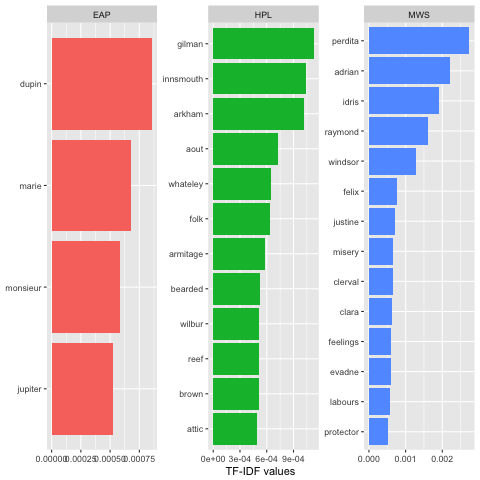 EAP
dupin
marie
monsieur
jupiter
0.00000 0.00025 0.00050 0.00075
HPL
gilman
innsmouth
arkham
aout
whateley
folk
armitage
bearded
wilbur
reef
brown
attic
0e+00 3e-04 6e-04 9e-04
MWS
perdita
adrian
idris
raymond
windsor
felix
justine
misery
clerval
clara
feelings
evadne
labours
protector
0.000 0.001 0.002
TF-IDF values